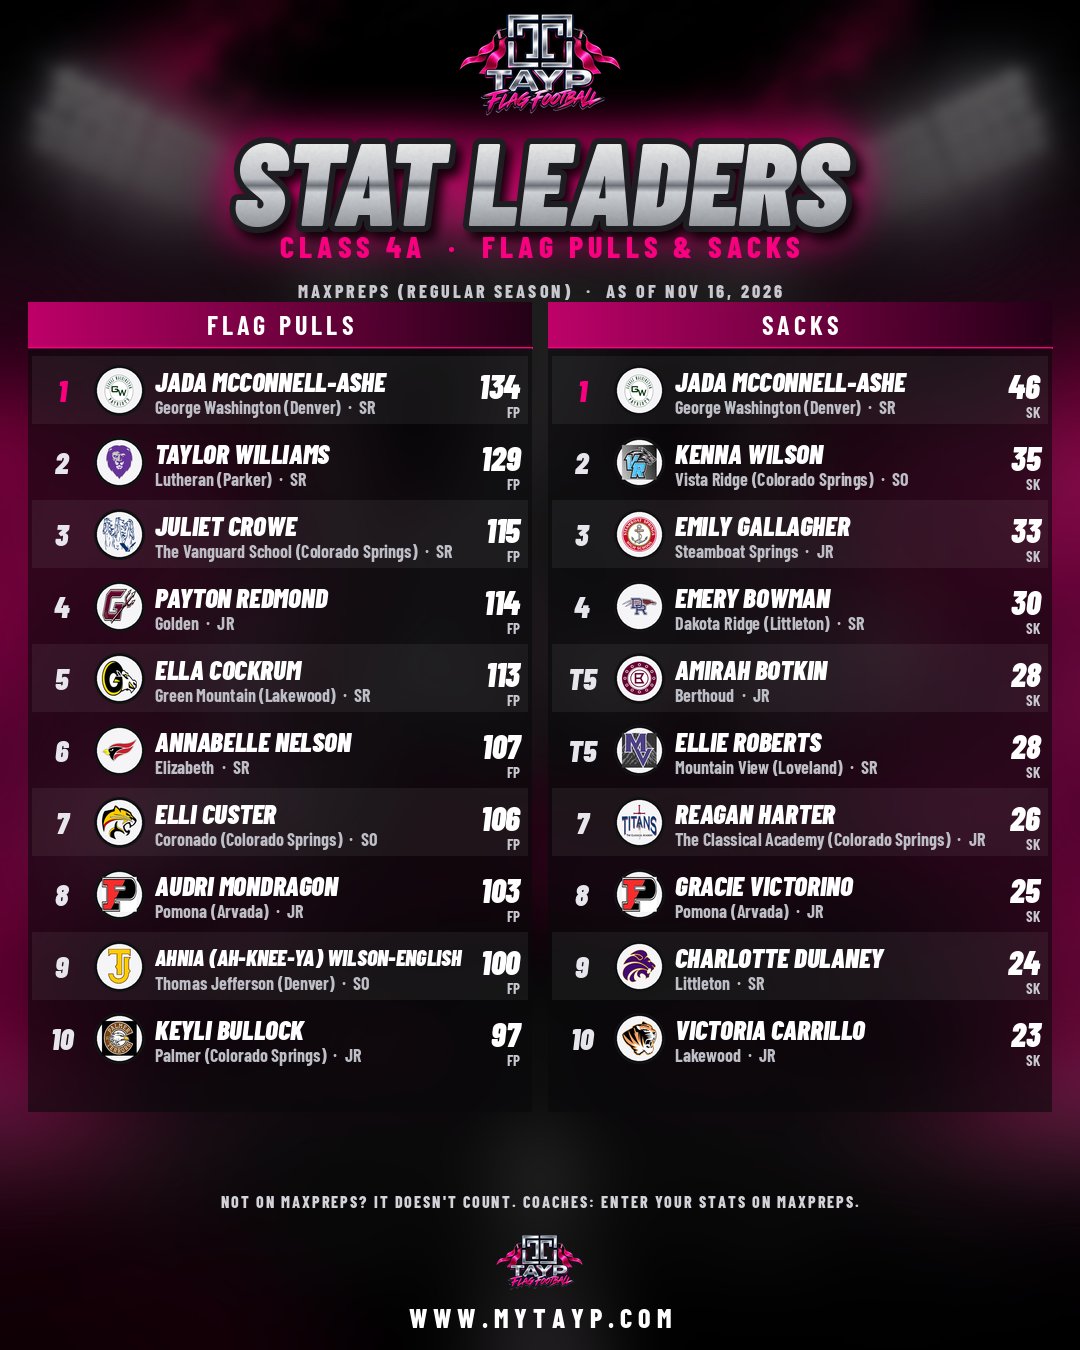 TAYP
FLAG FOOTBALL
STAT LEADERS
CLASS 4A · FLAG PULLS & SACKS
MAXPREPS (REGULAR SEASON) · AS OF NOV 16, 2026
FLAG PULLS
1
GW
JADA MCCONNELL-ASHE
George Washington (Denver) · SR
134
FP
2
TAYLOR WILLIAMS
Lutheran (Parker) · SR
129
FP
3
JULIET CROWE
The Vanguard School (Colorado Springs) · SR
115
FP
4
G
PAYTON REDMOND
Golden · JR
114
FP
5
G
ELLA COCKRUM
Green Mountain (Lakewood) · SR
113
FP
6
ANNABELLE NELSON
Elizabeth · SR
107
FP
7
ELLI CUSTER
Coronado (Colorado Springs) · SO
106
FP
8
P
AUDRI MONDRAGON
Pomona (Arvada) · JR
103
FP
9
TJ
AHNIA (AH-KNEE-YA) WILSON-ENGLISH
Thomas Jefferson (Denver) · SO
100
FP
10
KEYLI BULLOCK
Palmer (Colorado Springs) · JR
97
FP
SACKS
1
GW
JADA MCCONNELL-ASHE
George Washington (Denver) · SR
46
SK
2
VR
KENNA WILSON
Vista Ridge (Colorado Springs) · SO
35
SK
3
EMILY GALLAGHER
Steamboat Springs · JR
33
SK
4
DR
EMERY BOWMAN
Dakota Ridge (Littleton) · SR
30
SK
T5
B
AMIRAH BOTKIN
Berthoud · JR
28
SK
T5
MV
ELLIE ROBERTS
Mountain View (Loveland) · SR
28
SK
7
TITANS
REAGAN HARTER
The Classical Academy (Colorado Springs) · JR
26
SK
8
P
GRACIE VICTORINO
Pomona (Arvada) · JR
25
SK
9
CHARLOTTE DULANEY
Littleton · SR
24
SK
10
VICTORIA CARRILLO
Lakewood · JR
23
SK
NOT ON MAXPREPS? IT DOESN'T COUNT. COACHES: ENTER YOUR STATS ON MAXPREPS.
TAYP
FLAG FOOTBALL
WWW.MYTAYP.COM